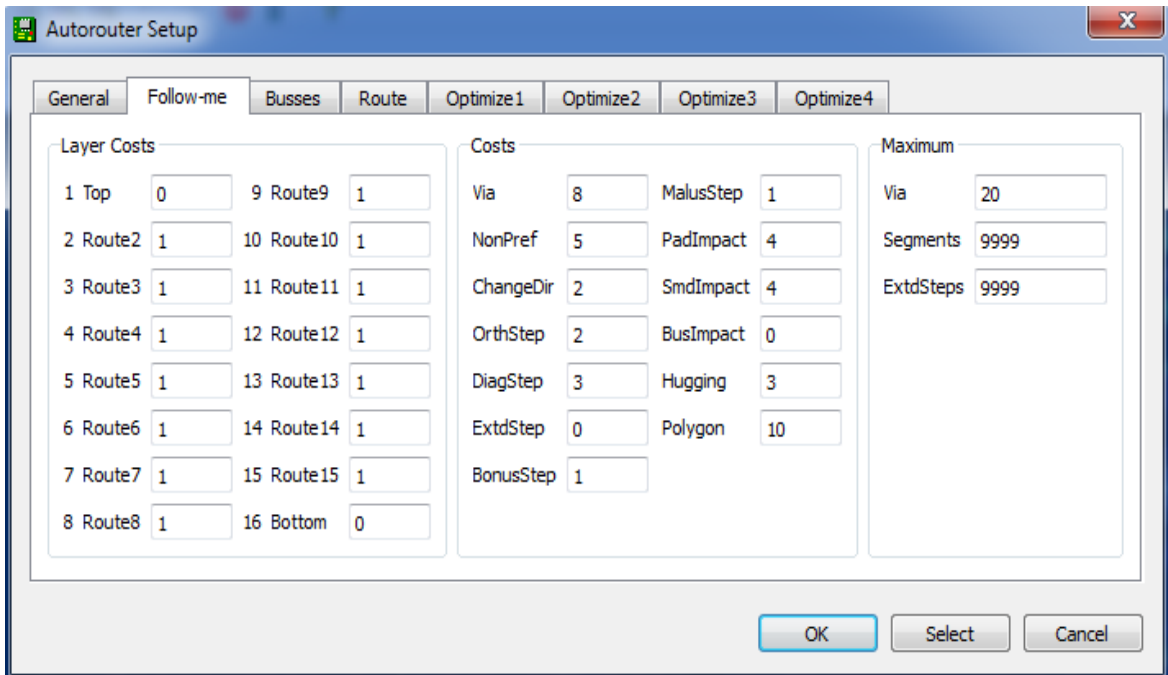 Autorouter Setup
General Follow-me Busses Route Optimize1 Optimize2 Optimize3 Optimize4
Layer Costs Costs Maximum
1 Top 0 9 Route9 1 Via 8 MalusStep 1 Via 20
2 Route2 1 10 Route10 1 NonPref 5 PadImpact 4 Segments 9999
3 Route3 1 11 Route11 1 ChangeDir 2 SmdImpact 4 ExtdSteps 9999
4 Route4 1 12 Route12 1 OrthStep 2 BusImpact 0
5 Route5 1 13 Route13 1 DiagStep 3 Hugging 3
6 Route6 1 14 Route14 1 ExtdStep 0 Polygon 10
7 Route7 1 15 Route15 1 BonusStep 1
8 Route8 1 16 Bottom 0
OK Select Cancel